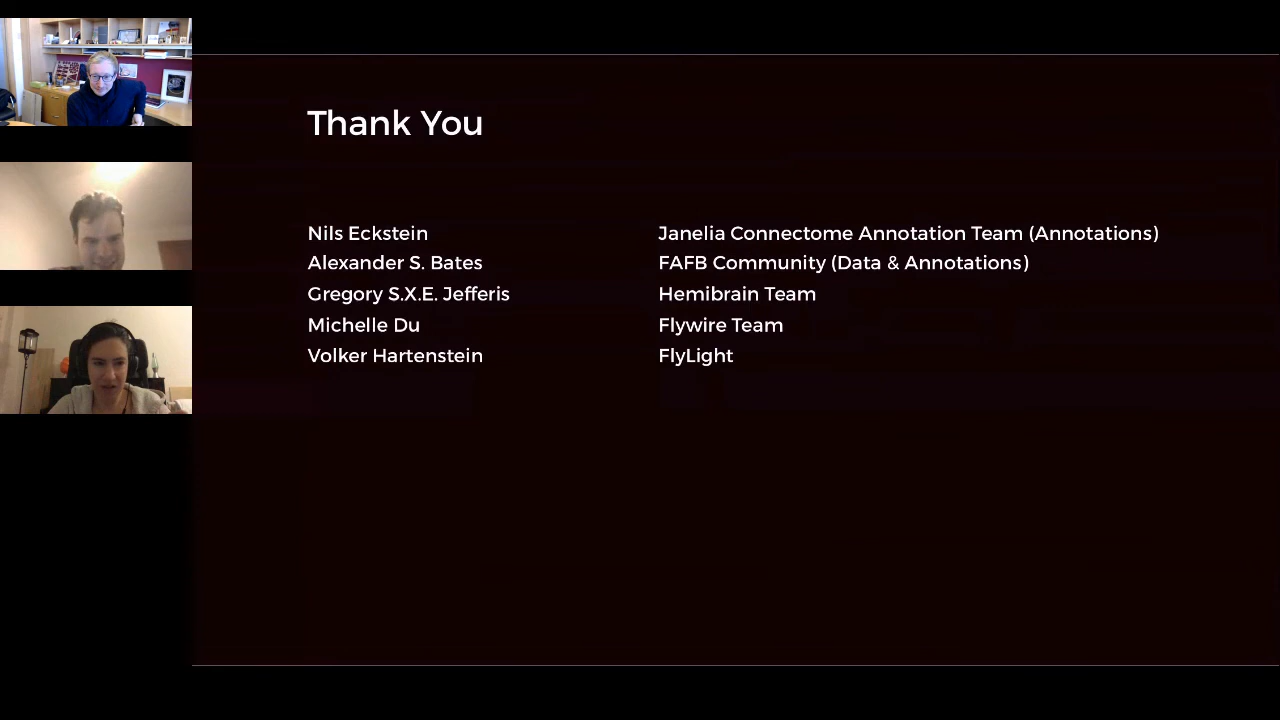 Thank You
Nils Eckstein
Alexander S. Bates
Gregory S.X.E. Jefferis
Michelle Du
Volker Hartenstein
Janelia Connectome Annotation Team (Annotations)
FAFB Community (Data & Annotations)
Hemibrain Team
Flywire Team
FlyLight